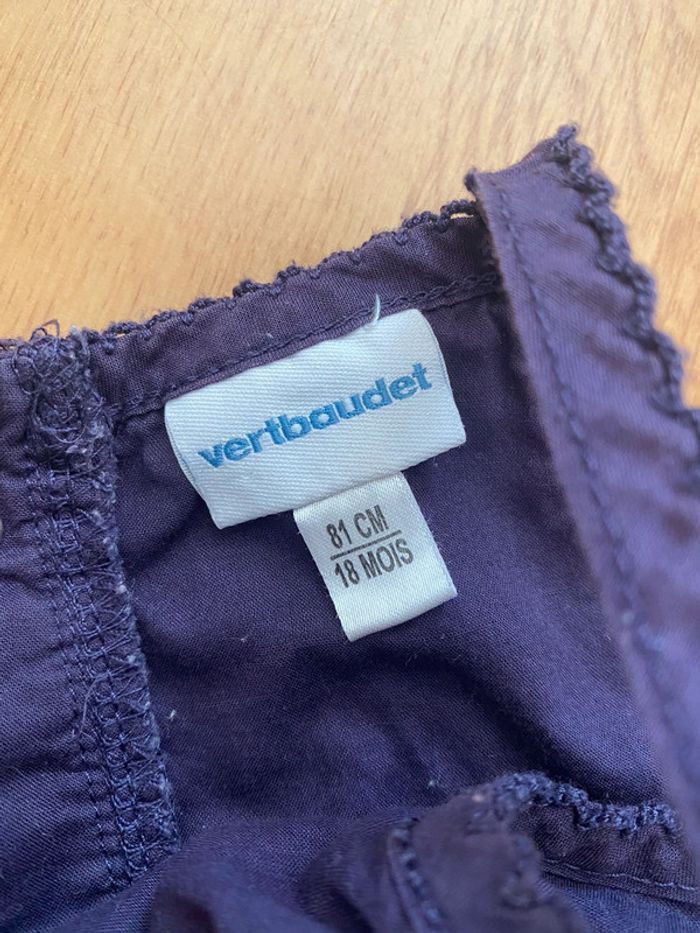 vertbaudet
81 CM
18 MOIS